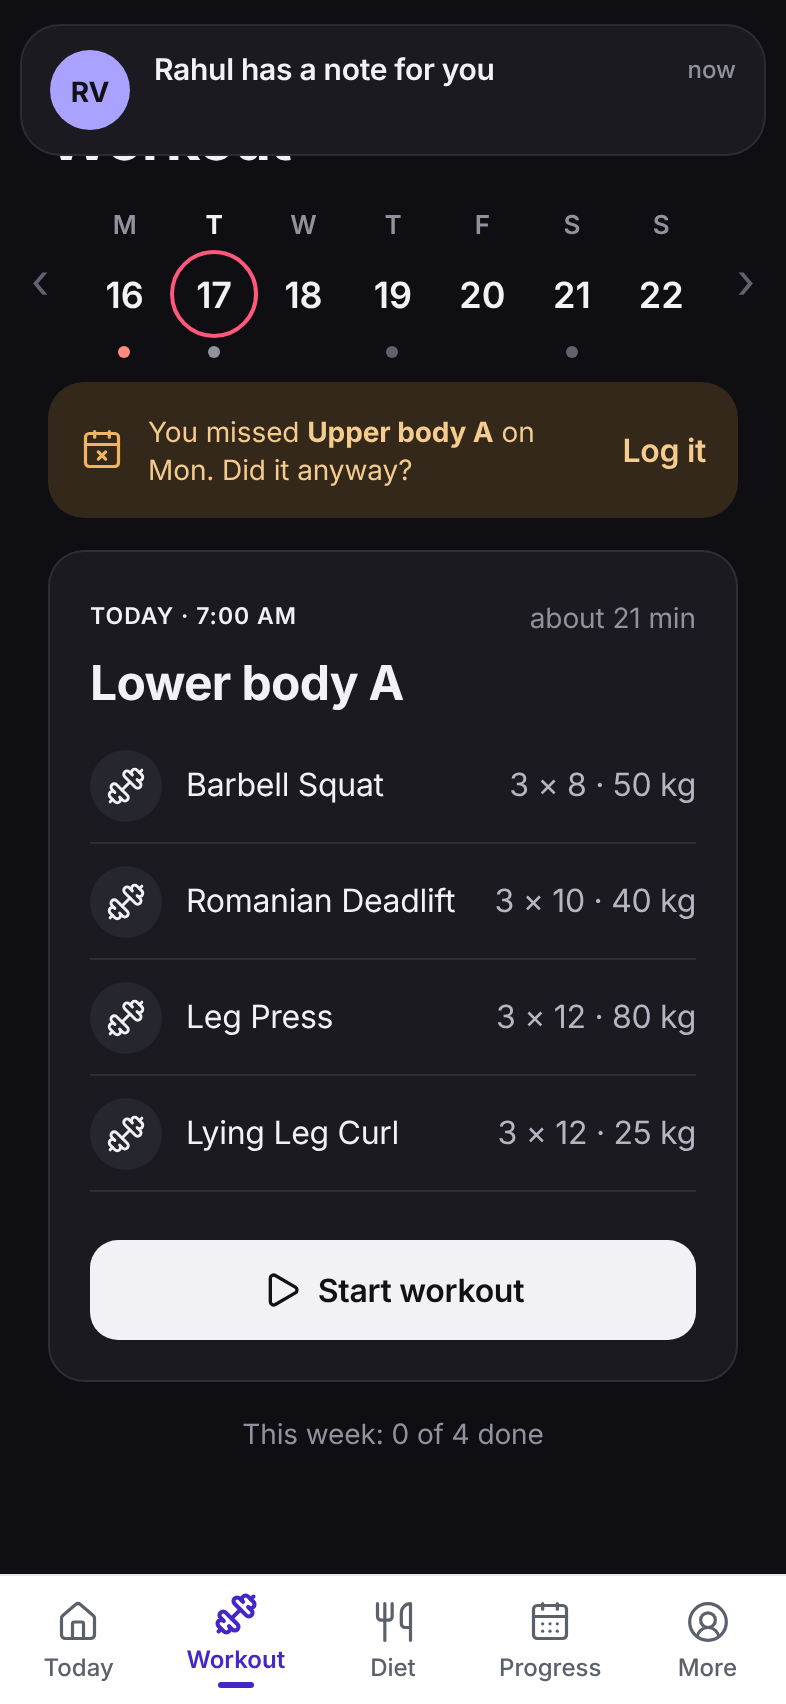 RV
Rahul has a note for you
now
Workout
M T W T F S S
16 17 18 19 20 21 22
You missed Upper body A on
Mon. Did it anyway?
Log it
TODAY · 7:00 AM
about 21 min
Lower body A
Barbell Squat 3 × 8 · 50 kg
Romanian Deadlift 3 × 10 · 40 kg
Leg Press 3 × 12 · 80 kg
Lying Leg Curl 3 × 12 · 25 kg
Start workout
This week: 0 of 4 done
Today Workout Diet Progress More